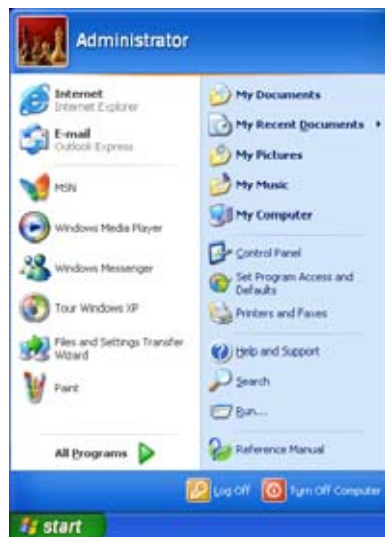 Administrator
Internet
Internet Explorer
E-mail
Outlook Express
MSN
Windows Media Player
Windows Messenger
Tour Windows XP
Files and Settings Transfer
Wizard
Paint
All Programs
My Documents
My Recent Documents
My Pictures
My Music
My Computer
Control Panel
Set Program Access and
Defaults
Printers and Faxes
Help and Support
Search
Run...
Reference Manual
Log Off
Turn Off Computer
start